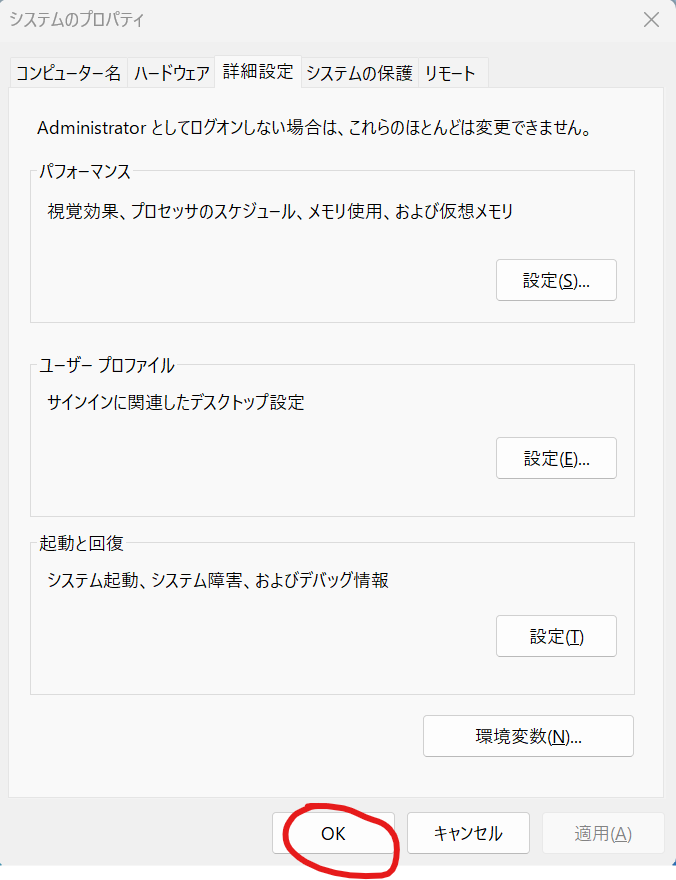 システムのプロパティ
コンピューター名 ハードウェア 詳細設定 システムの保護 リモート
Administrator としてログオンしない場合は、これらのほとんどは変更できません。
パフォーマンス
視覚効果、プロセッサのスケジュール、メモリ使用、および仮想メモリ
設定(S)...
ユーザー プロファイル
サインインに関連したデスクトップ設定
設定(E)...
起動と回復
システム起動、システム障害、およびデバッグ情報
設定(T)
環境変数(N)...
OK キャンセル 適用(A)